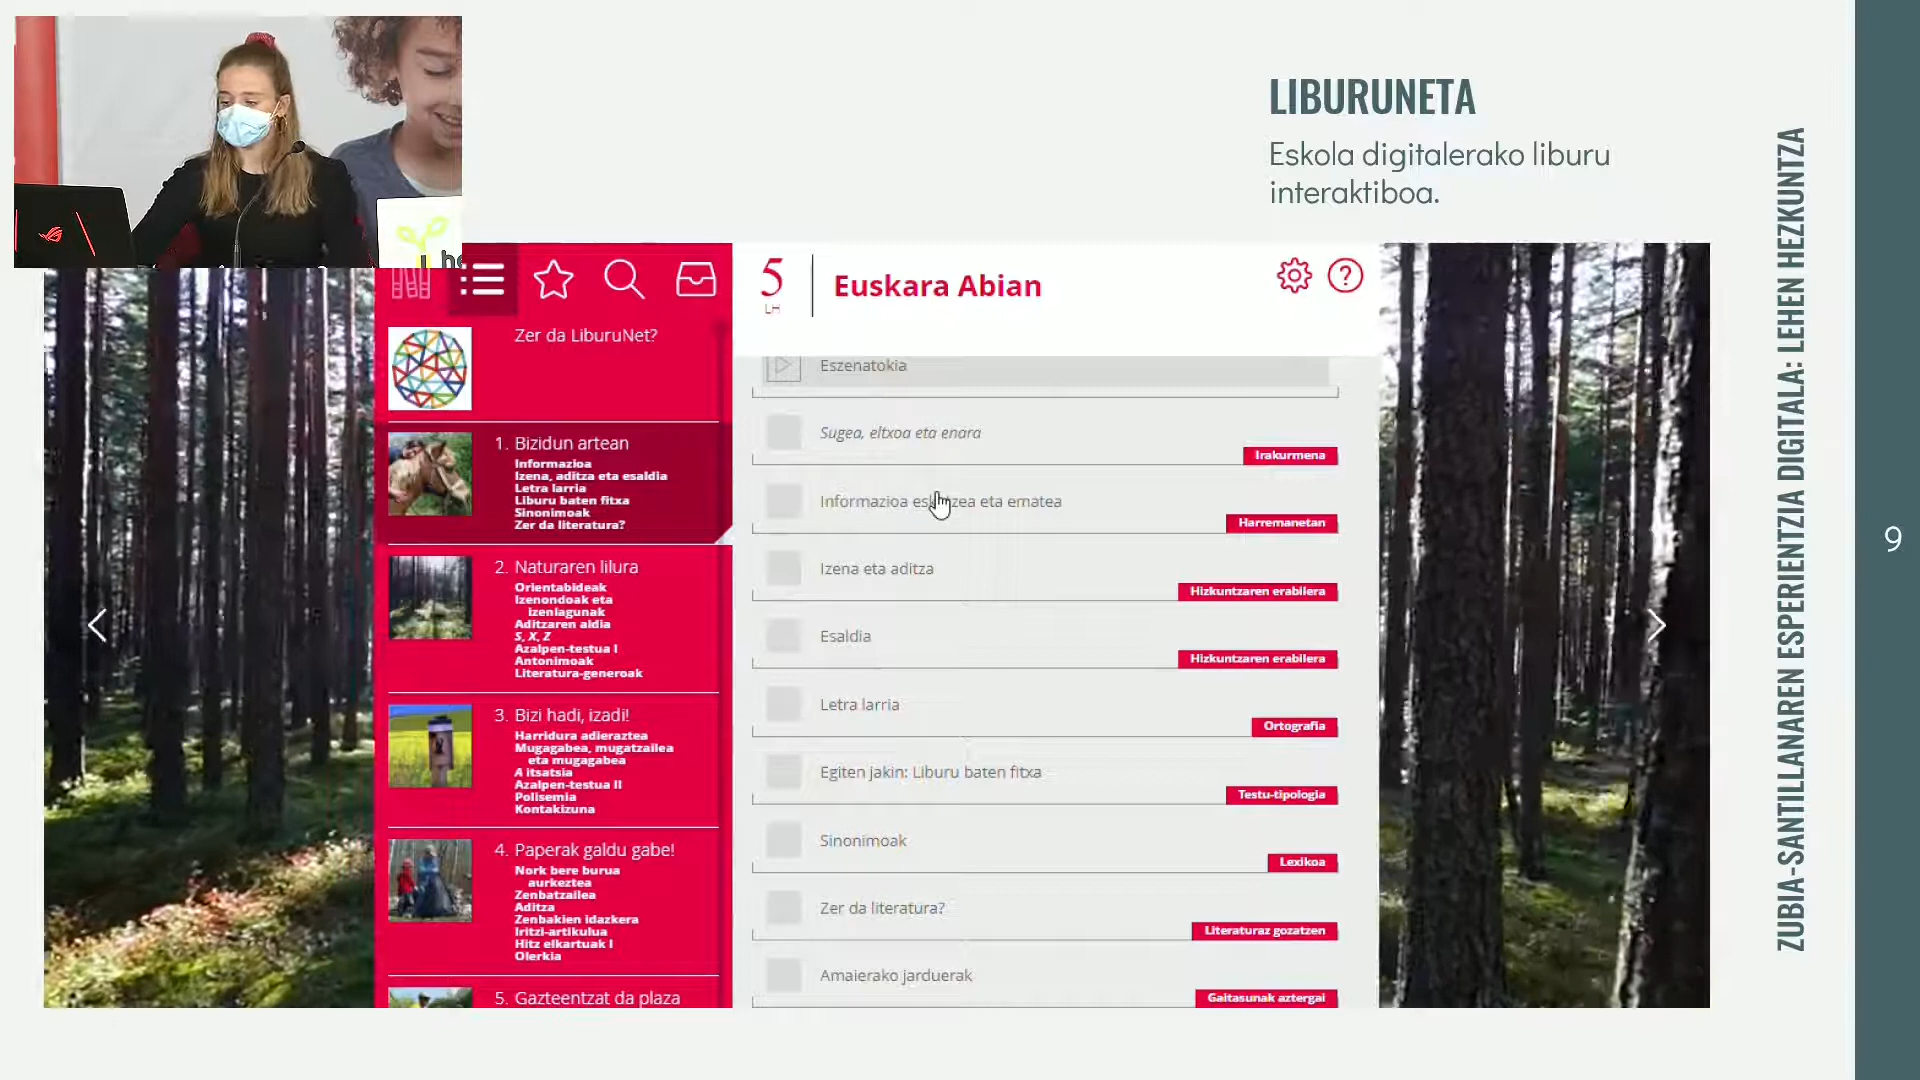 LIBURUNETA
Eskola digitalerako liburu
interaktiboa.
ZUBIA-SANTILLANAREN ESPERIENTZIA DIGITALA: LEHEN HEZKUNTZA
9
Zer da LiburuNet?
1. Bizidun artean
Informazioa
Izena, aditza eta esaldia
Letra larria
Liburu baten fitxa
Sinonimoak
Zer da literatura?
2. Naturaren lilura
Orientabideak
Izenondoak eta
izenlagunak
Aditzaren aldia
S, X, Z
Azalpen-testua I
Antonimoak
Literatura-generoak
3. Bizi hadi, izadi!
Harridura adieraztea
Mugagabea, mugatzailea
eta mugagabea
A itsatsia
Azalpen-testua II
Polisemia
Kontakizuna
4. Paperak galdu gabe!
Nork bere burua
aurkeztea
Zenbatzailea
Aditza
Zenbakien idazkera
Iritzi-artikulua
Hitz elkartuak I
Olerkia
5. Gazteentzat da plaza
5
LH
Euskara Abian
?
Eszenatokia
Sugea, eltxoa eta enara
Irakurmena
Informazioa eta ematea
Harremanetan
Izena eta aditza
Hizkuntzaren erabilera
Esaldia
Hizkuntzaren erabilera
Letra larria
Ortografia
Egiten jakin: Liburu baten fitxa
Testu-tipologia
Sinonimoak
Lexikoa
Zer da literatura?
Literaturaz gozatzen
Amaierako jarduerak
Gaitasunak aztergai